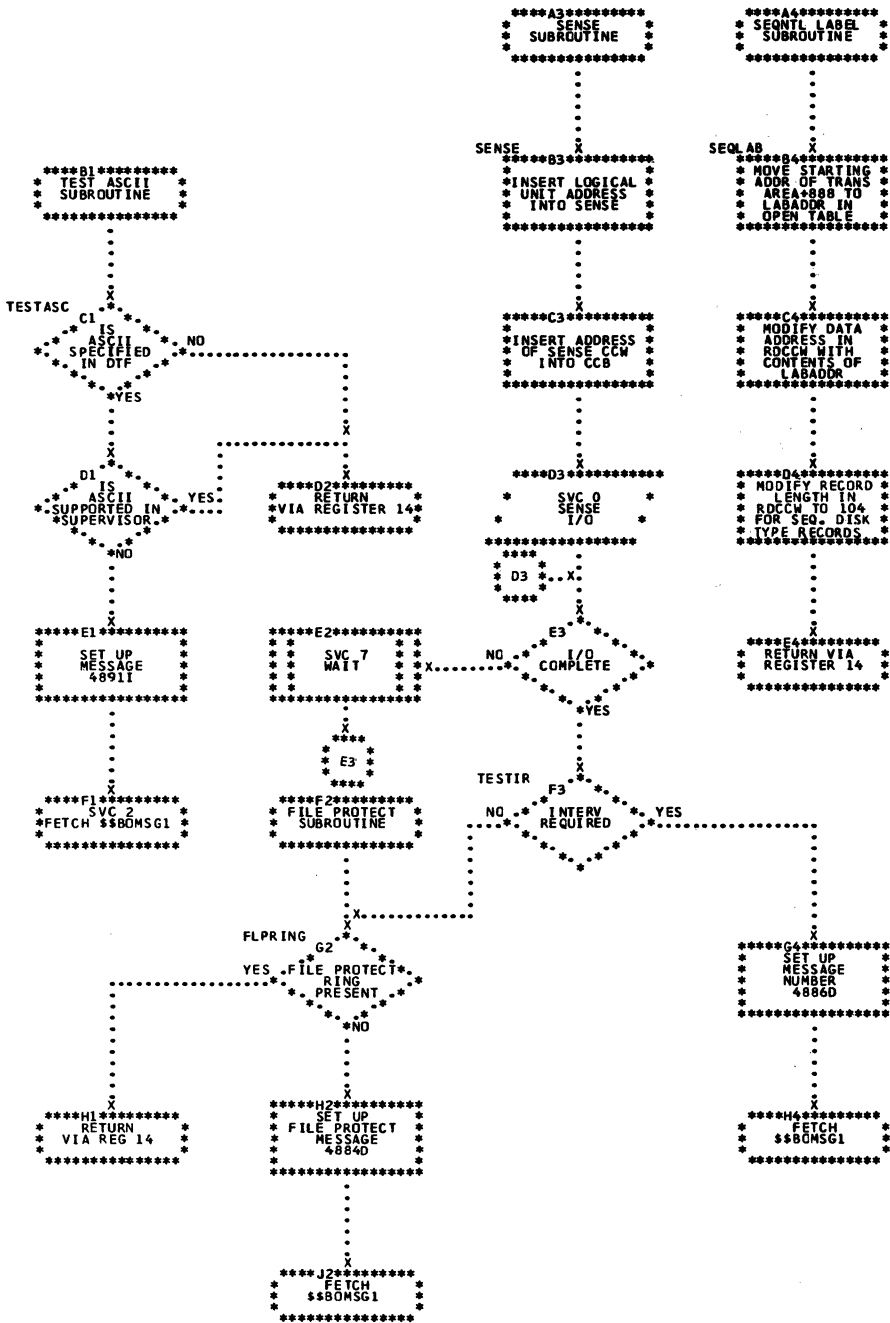 A3
SENSE
SUBROUTINE
A4
SEQNTL LABEL
SUBROUTINE
B1
TEST ASCII
SUBROUTINE
SENSE
B3
INSERT LOGICAL
UNIT ADDRESS
INTO SENSE
SEQLAB
B4
MOVE STARTING
ADDR OF TRANS
AREA+888 TO
LABADDR IN
OPEN TABLE
TESTASC
C1
IS
ASCII
SPECIFIED
IN DTF
NO
YES
C3
INSERT ADDRESS
OF SENSE CCW
INTO CCB
C4
MODIFY DATA
ADDRESS IN
RDCCW WITH
CONTENTS OF
LABADDR
D1
IS
ASCII
SUPPORTED IN
SUPERVISOR
YES
NO
D2
RETURN
VIA REGISTER 14
D3
SVC 0
SENSE
I/O
D4
MODIFY RECORD
LENGTH IN
RDCCW TO 104
FOR SEQ. DISK
TYPE RECORDS
D3
E1
SET UP
MESSAGE
4891I
E2
SVC 7
WAIT
E3
I/O
COMPLETE
NO
YES
E4
RETURN VIA
REGISTER 14
E3
F1
SVC 2
FETCH $$BOMSG1
F2
FILE PROTECT
SUBROUTINE
TESTIR
F3
INTERV
REQUIRED
NO
YES
FLPRING
G2
FILE PROTECT
RING
PRESENT
YES
NO
G4
SET UP
MESSAGE
NUMBER
4886D
H1
RETURN
VIA REG 14
H2
SET UP
FILE PROTECT
MESSAGE
4884D
H4
FETCH
$$BOMSG1
J2
FETCH
$$BOMSG1